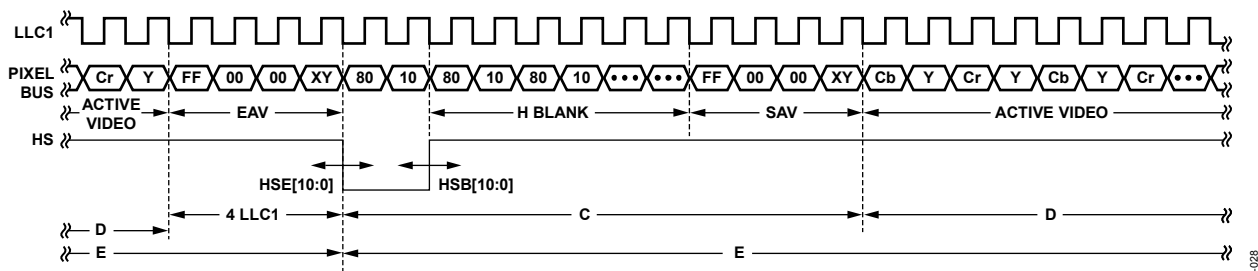 LLC1
PIXEL BUS Cr Y FF 00 00 XY 80 10 80 10 80 10 ••• ••• FF 00 00 XY Cb Y Cr Y Cb Y Cr •••
ACTIVE VIDEO EAV H BLANK SAV ACTIVE VIDEO
HS
HSE[10:0] HSB[10:0]
4 LLC1 C D
D
E E
028